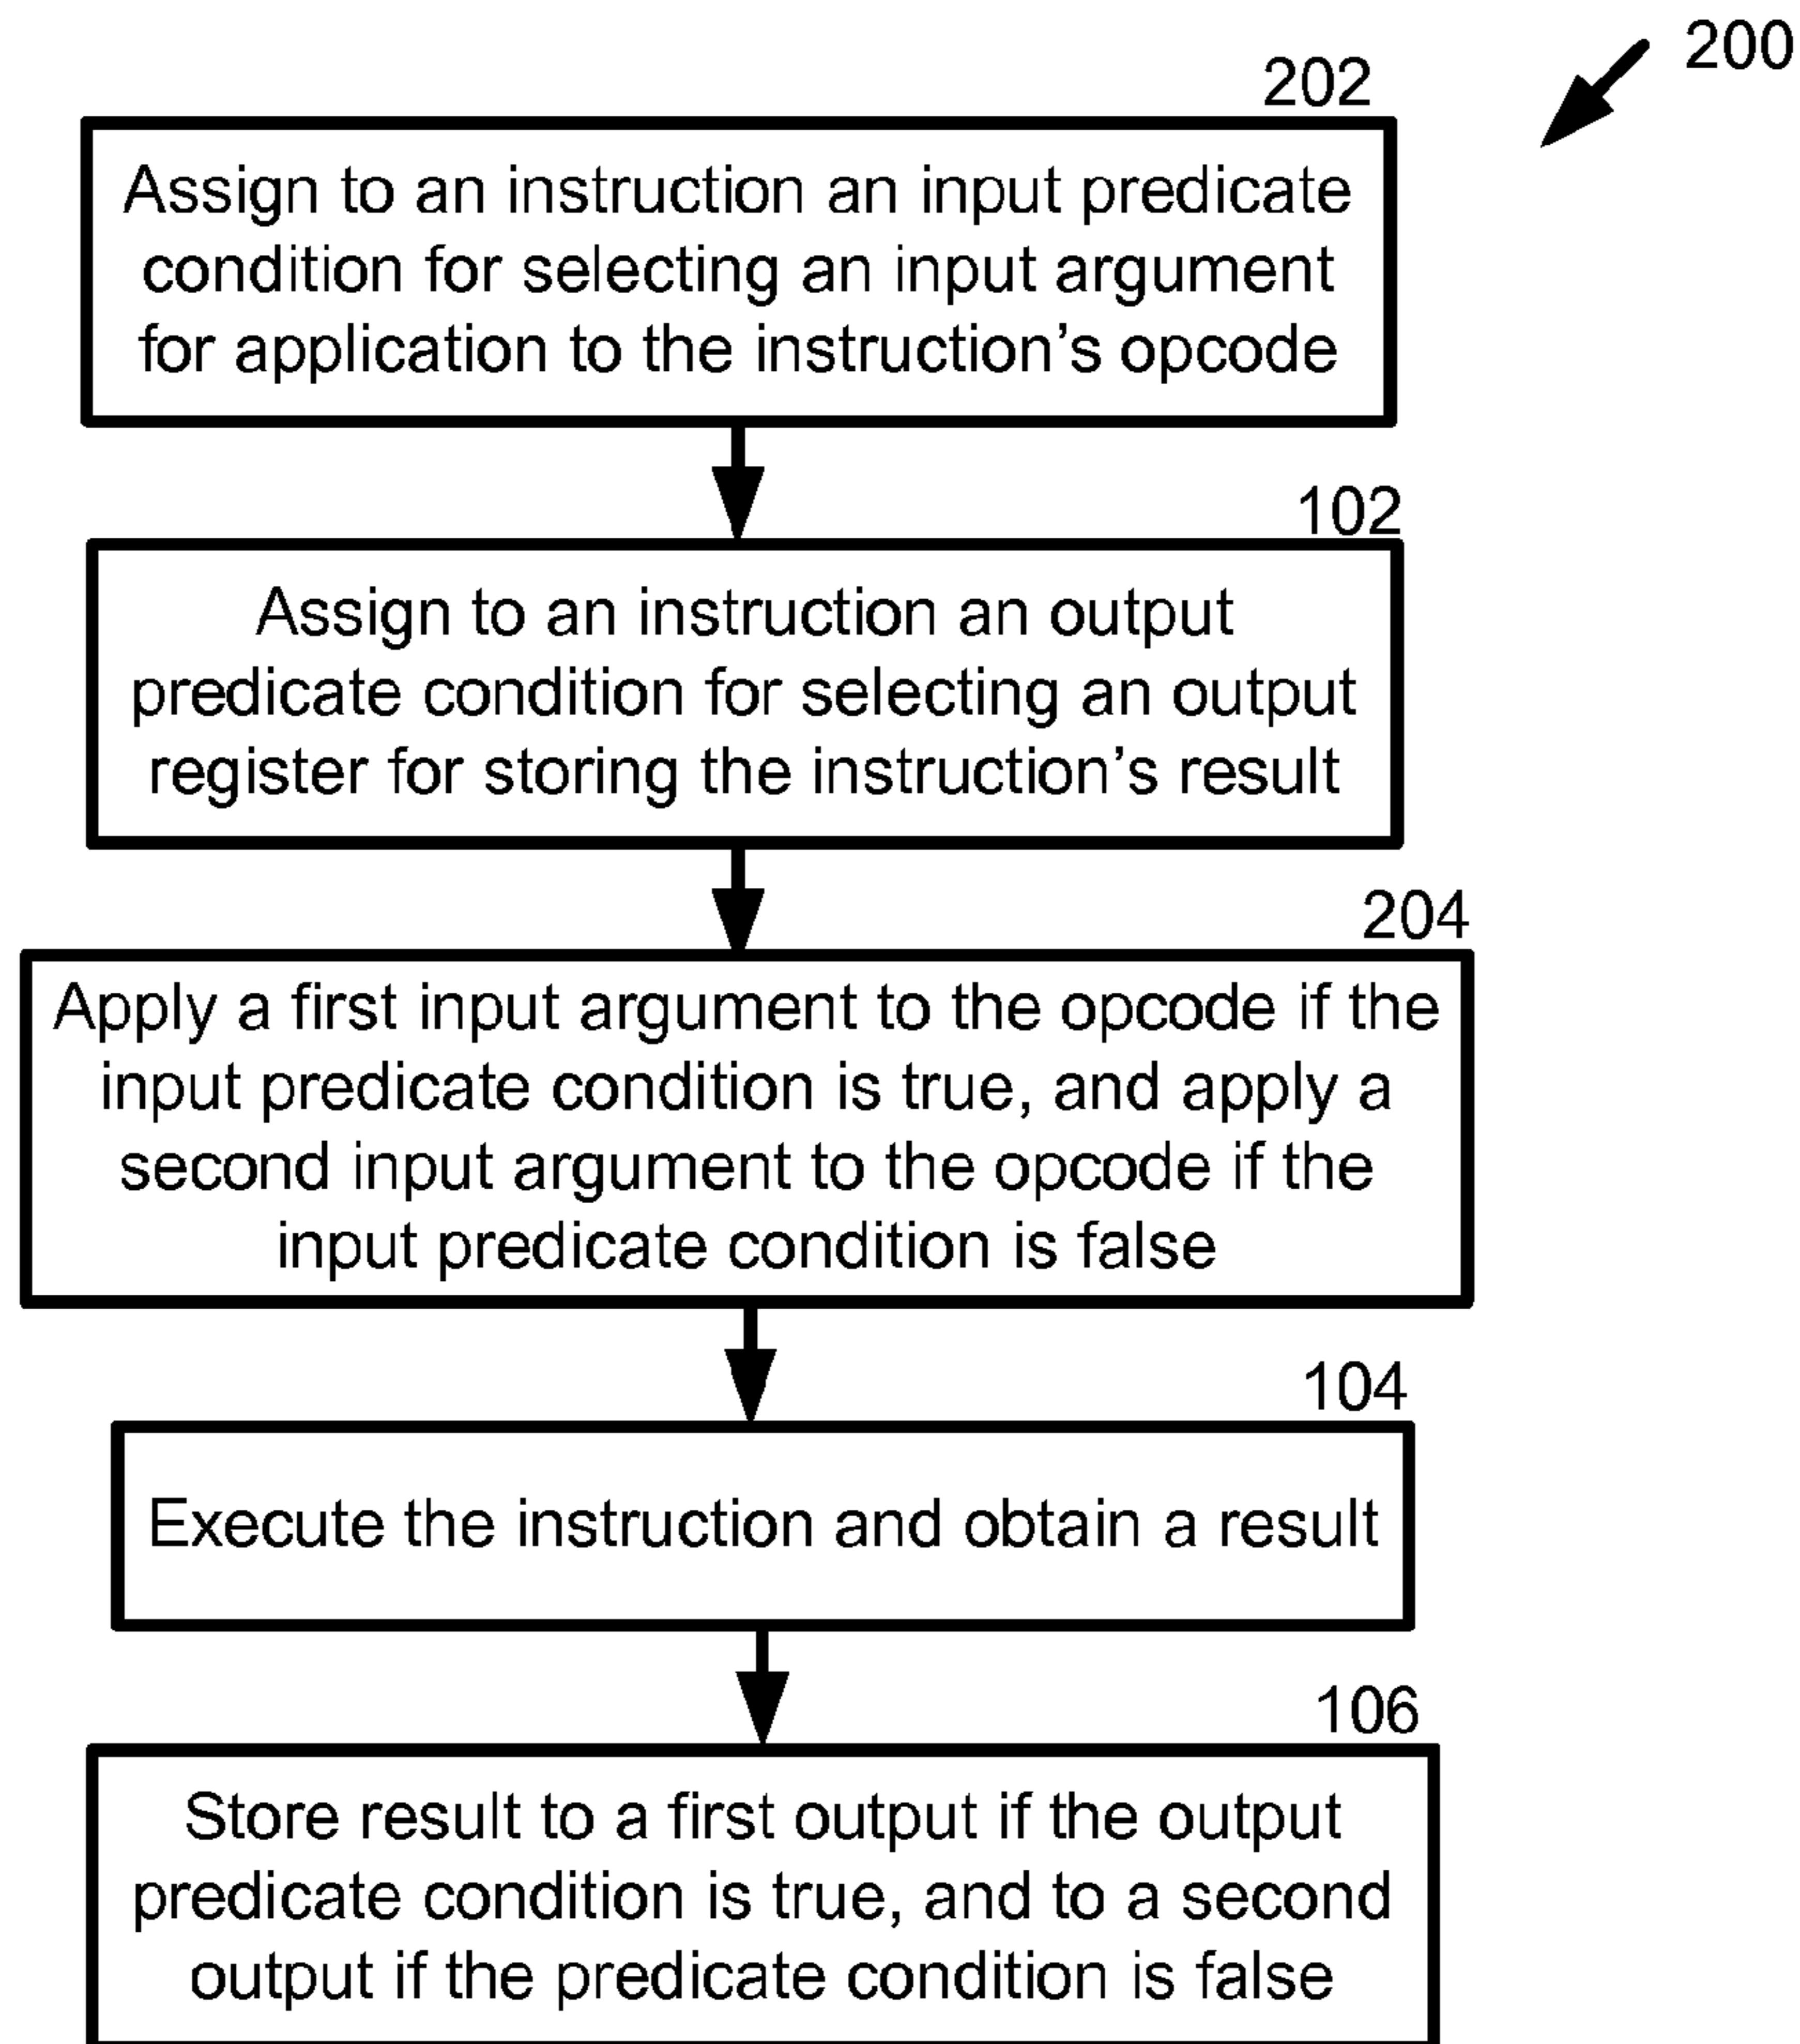 200
202
Assign to an instruction an input predicate
condition for selecting an input argument
for application to the instruction’s opcode
102
Assign to an instruction an output
predicate condition for selecting an output
register for storing the instruction’s result
204
Apply a first input argument to the opcode if the
input predicate condition is true, and apply a
second input argument to the opcode if the
input predicate condition is false
104
Execute the instruction and obtain a result
106
Store result to a first output if the output
predicate condition is true, and to a second
output if the predicate condition is false